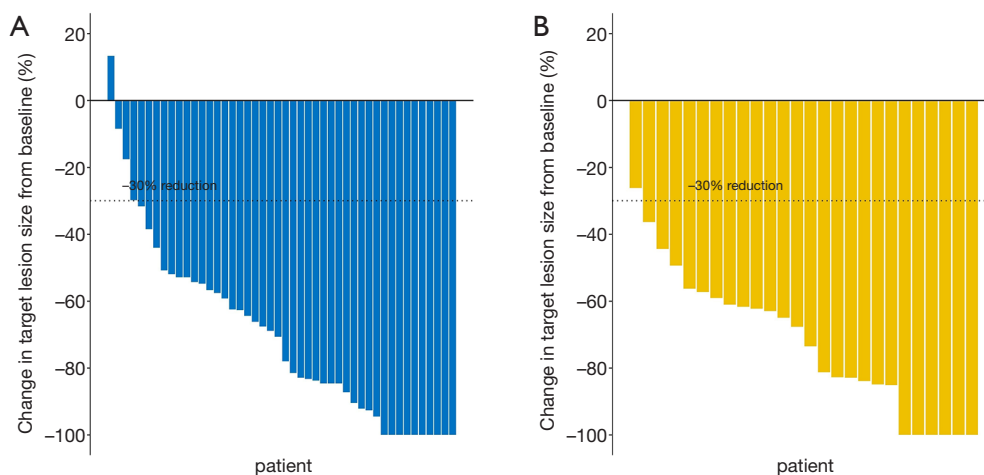 A
Change in target lesion size from baseline (%)
20
0
−20
−30% reduction
−40
−60
−80
−100
patient
B
Change in target lesion size from baseline (%)
20
0
−20
−30% reduction
−40
−60
−80
−100
patient